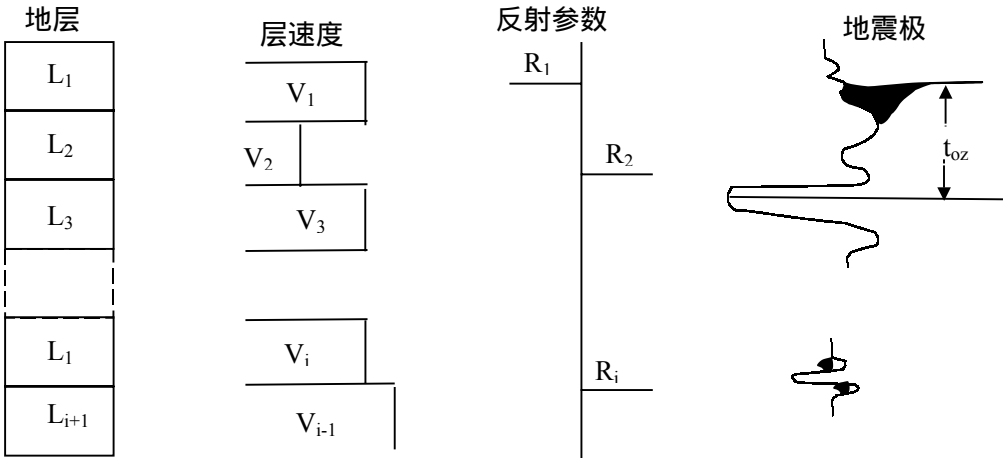 地层
层速度
反射参数
地震极
L₁
V₁
R₁
L₂
V₂
R₂
t₀z
L₃
V₃
L₁
Vᵢ
Rᵢ
Lᵢ₊₁
Vᵢ₋₁